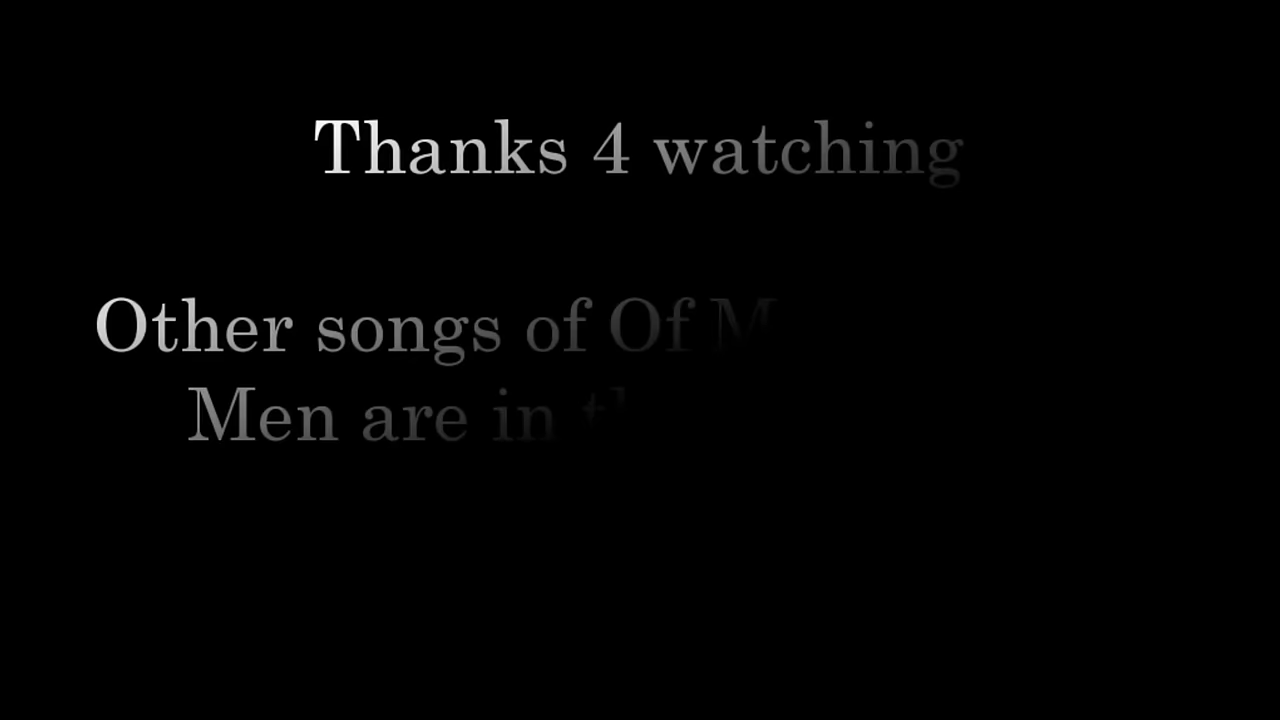 Thanks 4 watching
Other songs of Of
Men are in